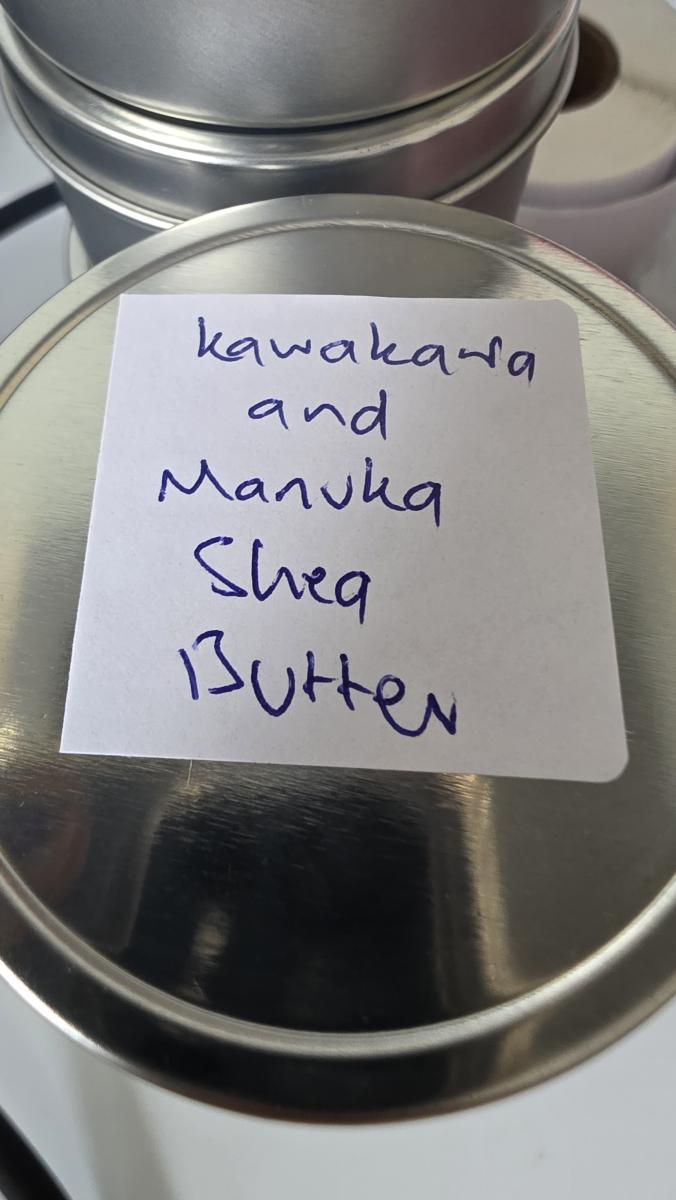 kawakawa
and
Manuka
Shea
Butter